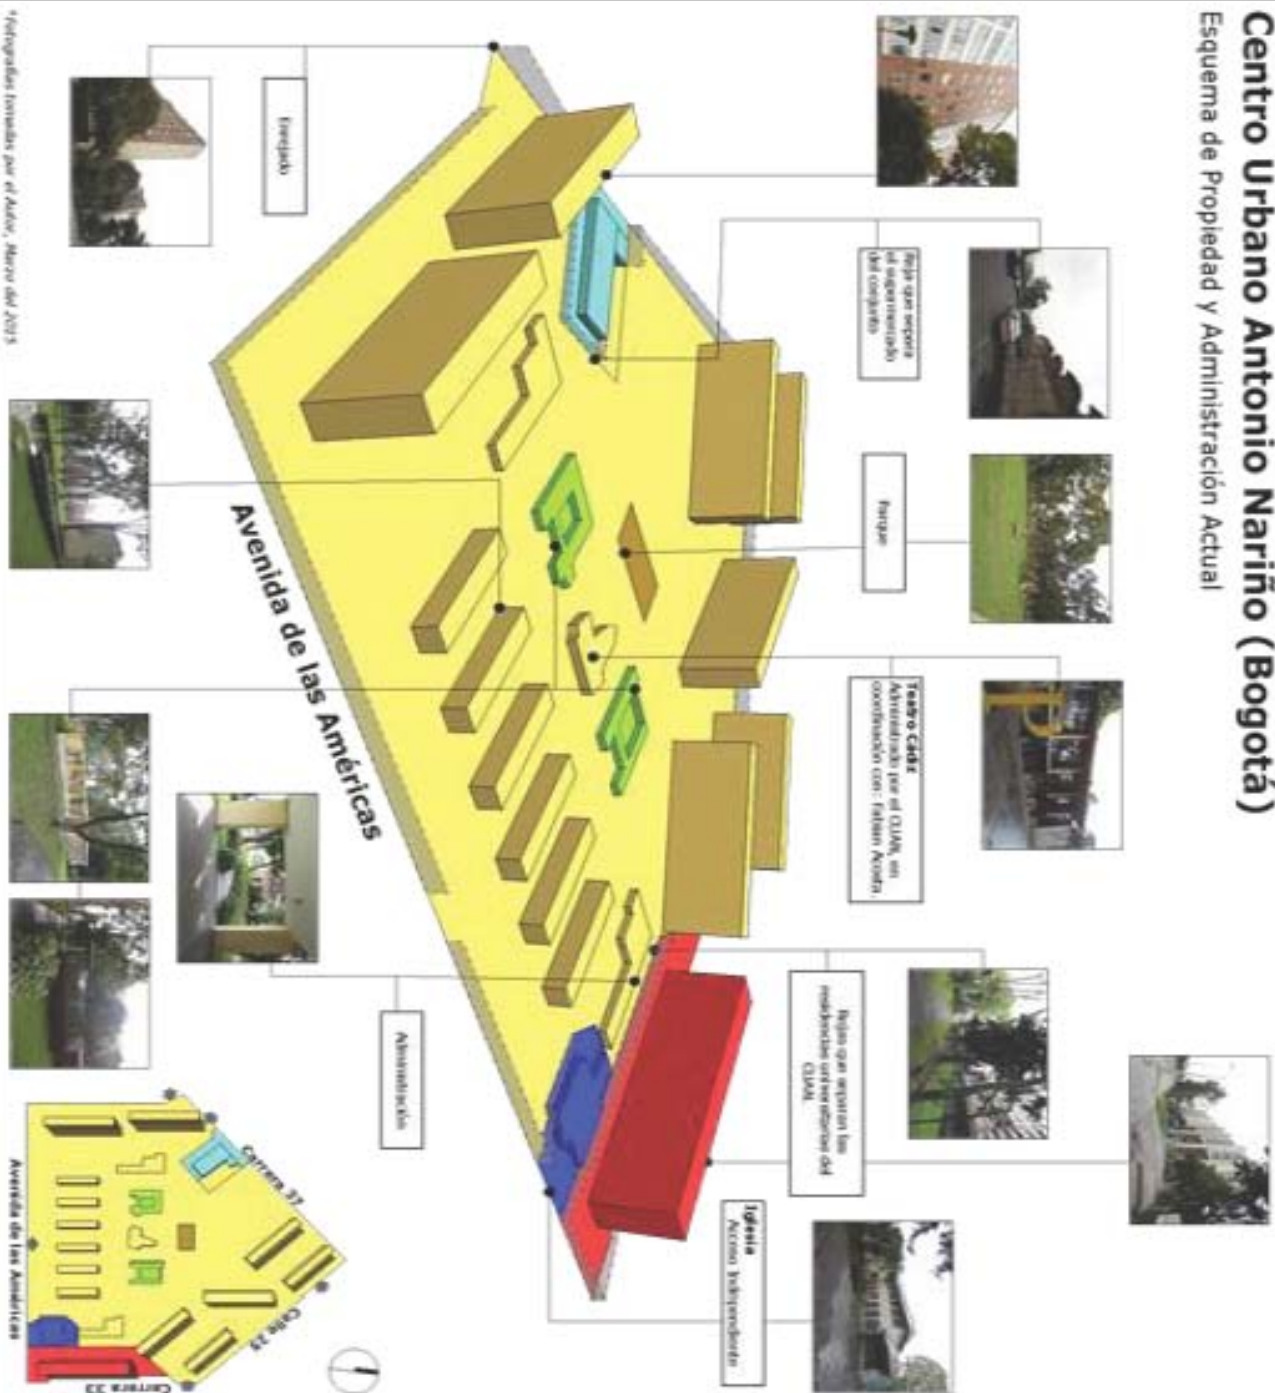 Centro Urbano Antonio Nariño (Bogotá)
Esquema de Propiedad y Administración Actual
Reja que separa
el supermercado
del conjunto
Parque
Teatro Cádiz
Administrado por el CUAN, en
coordinación con: Fabian Acosta.
Rejas que separan las
residencias universitarias del
CUAN
Iglesia
Acceso Independiente
Enrejado
Avenida de las Américas
Administración
Carrera 37
Calle 25
Carrera 33
Avenida de las Américas
*Fotografías tomadas por el Autor, Marzo del 2015